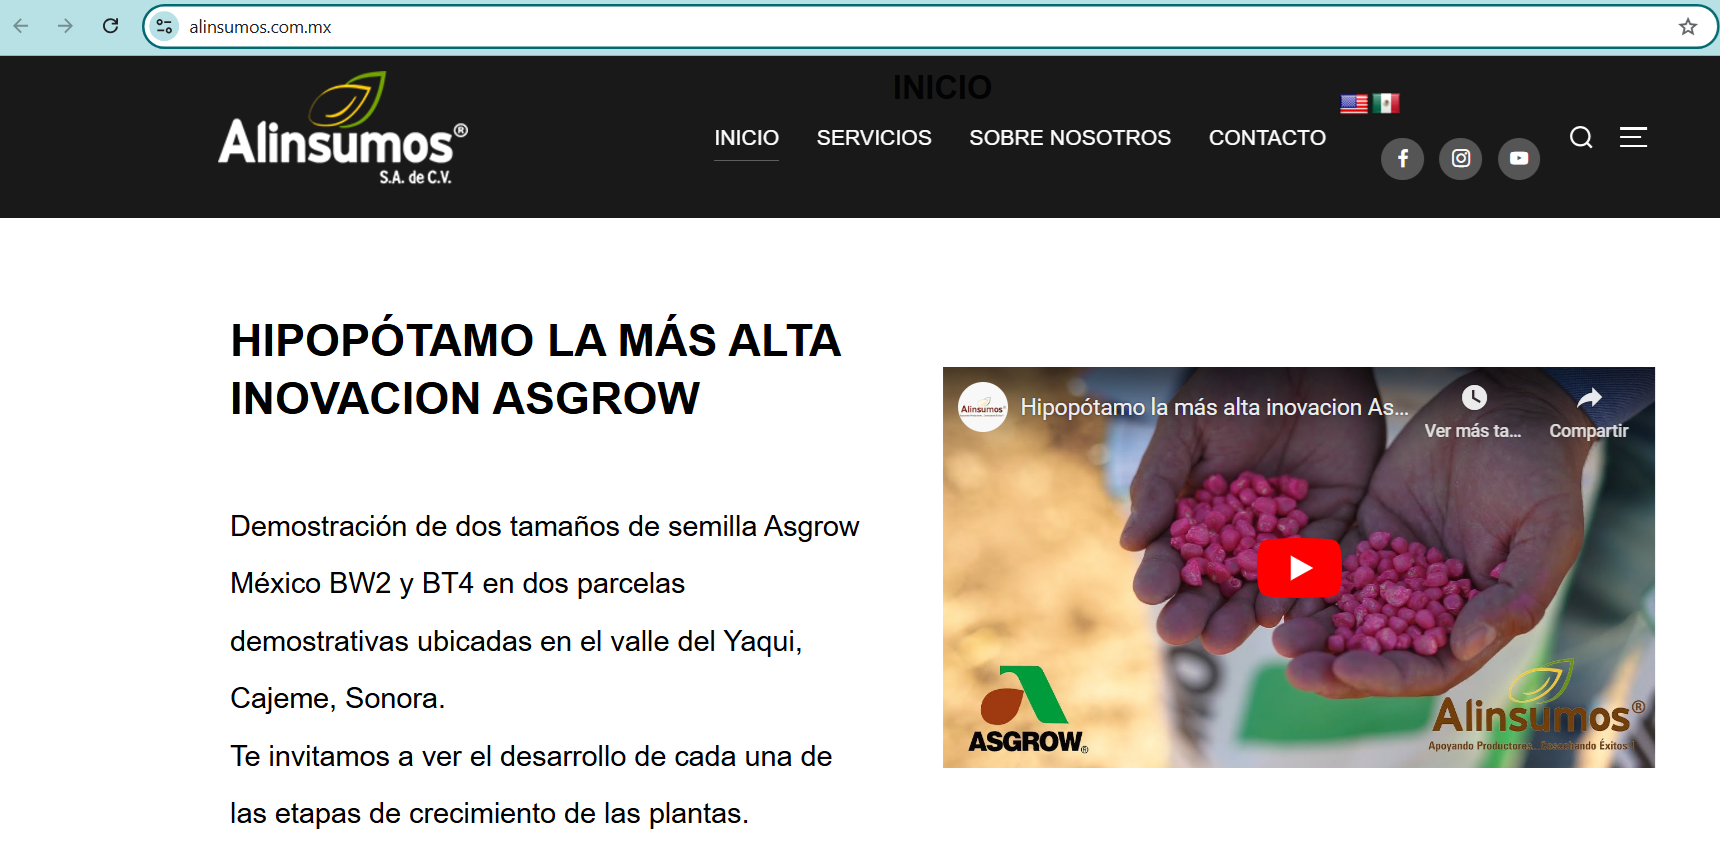 alinsumos.com.mx
Alinsumos®
S.A. de C.V.
INICIO
INICIO SERVICIOS SOBRE NOSOTROS CONTACTO
HIPOPÓTAMO LA MÁS ALTA
INOVACION ASGROW
Demostración de dos tamaños de semilla Asgrow
México BW2 y BT4 en dos parcelas
demostrativas ubicadas en el valle del Yaqui,
Cajeme, Sonora.
Te invitamos a ver el desarrollo de cada una de
las etapas de crecimiento de las plantas.
Alinsumos
Hipopótamo la más alta inovacion As...
Ver más ta...
Compartir
ASGROW®
Alinsumos®
Apoyando Productores...Cosechando Éxitos